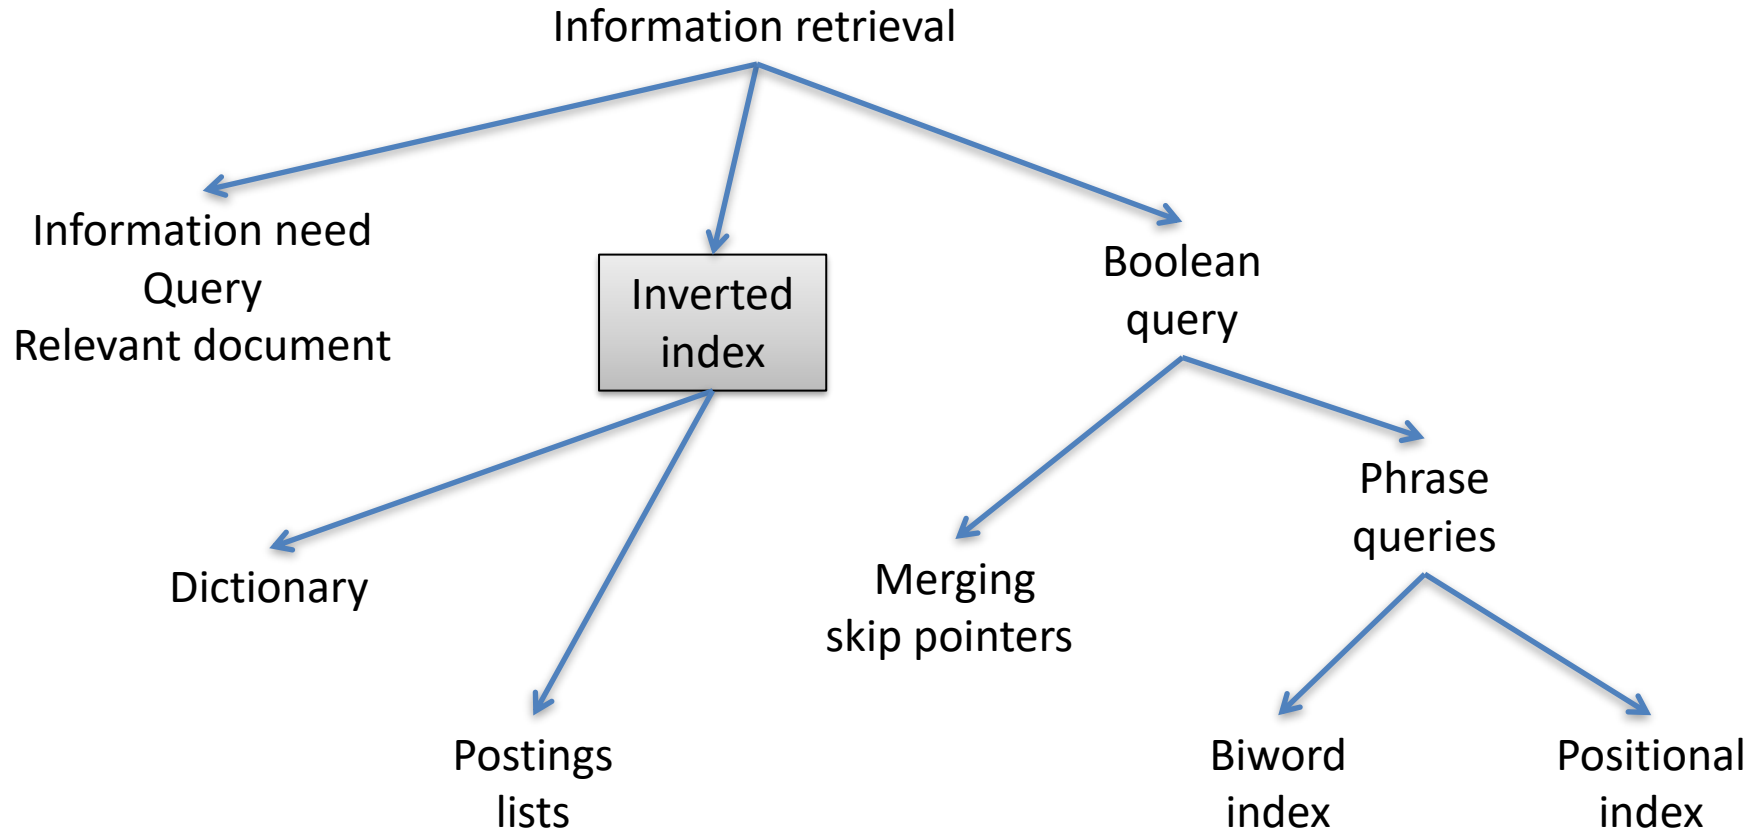 Information retrieval
Information need
Query
Relevant document
Inverted
index
Boolean
query
Dictionary
Postings
lists
Merging
skip pointers
Phrase
queries
Biword
index
Positional
index